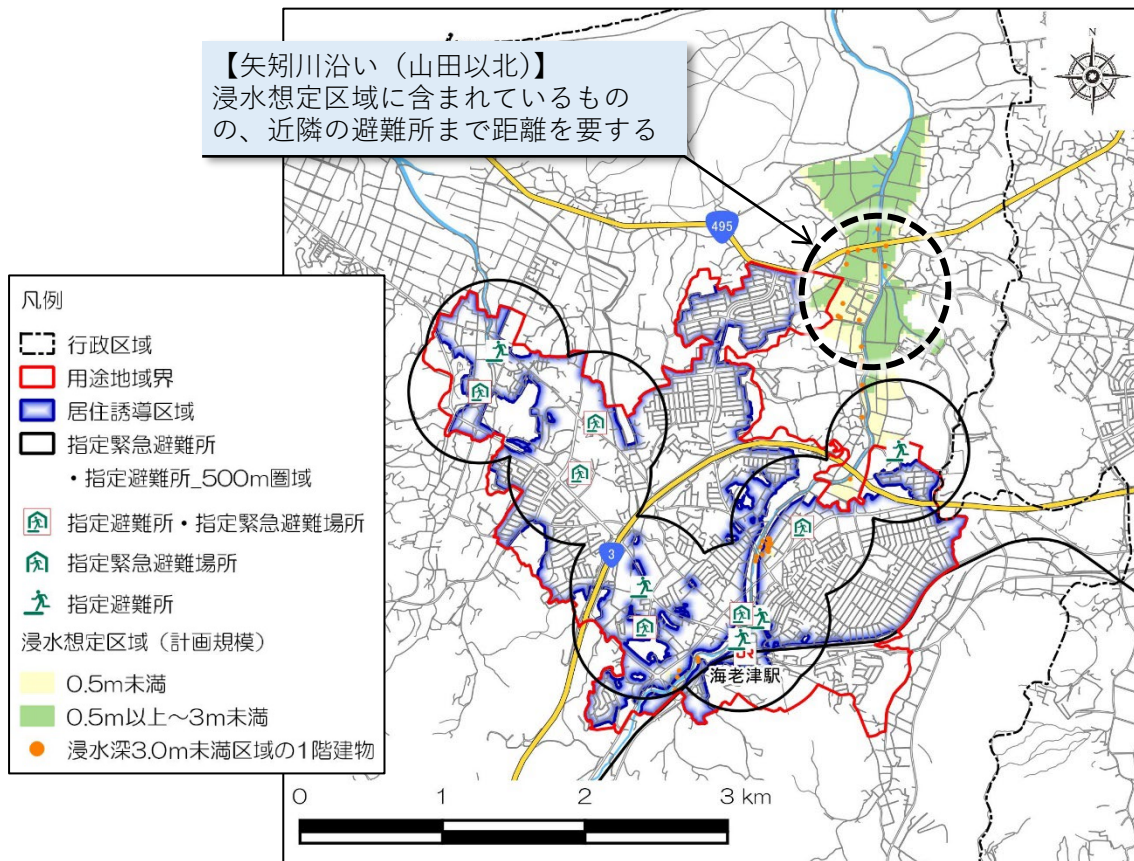 【矢矧川沿い（山田以北）】
浸水想定区域に含まれているもの
の、近隣の避難所まで距離を要する
N
495
凡例
行政区域
用途地域界
居住誘導区域
指定緊急避難所
・指定避難所_500m圏域
指定避難所・指定緊急避難場所
指定緊急避難場所
指定避難所
浸水想定区域（計画規模）
0.5m未満
0.5m以上～3m未満
浸水深3.0m未満区域の1階建物
3
海老津駅
0 1 2 3 km